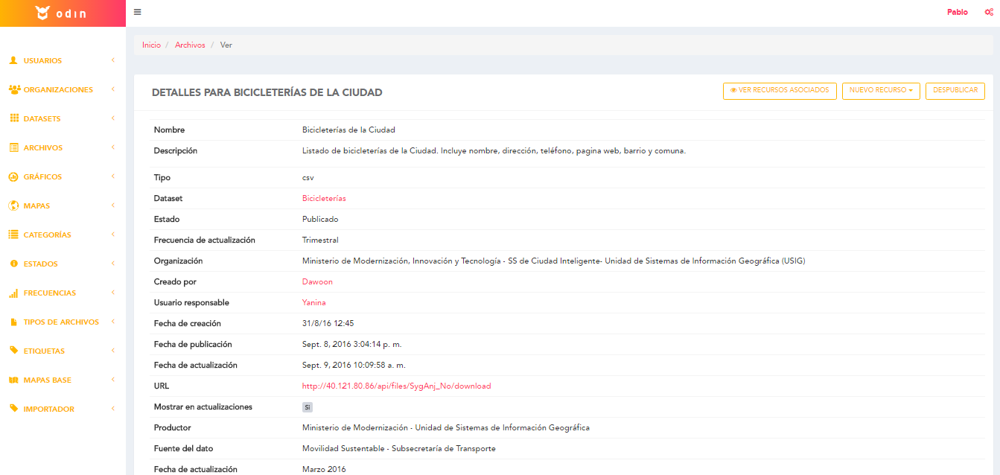 odin
Pablo
Inicio / Archivos / Ver
USUARIOS
ORGANIZACIONES
DATASETS
ARCHIVOS
GRÁFICOS
MAPAS
CATEGORÍAS
ESTADOS
FRECUENCIAS
TIPOS DE ARCHIVOS
ETIQUETAS
MAPAS BASE
IMPORTADOR
DETALLES PARA BICICLETERÍAS DE LA CIUDAD
VER RECURSOS ASOCIADOS
NUEVO RECURSO
DESPUBLICAR
Nombre Bicicleterías de la Ciudad
Descripción Listado de bicicleterías de la Ciudad. Incluye nombre, dirección, teléfono, pagina web, barrio y comuna.
Tipo csv
Dataset Bicicleterías
Estado Publicado
Frecuencia de actualización Trimestral
Organización Ministerio de Modernización, Innovación y Tecnología - SS de Ciudad Inteligente- Unidad de Sistemas de Información Geográfica (USIG)
Creado por Dawoon
Usuario responsable Yanina
Fecha de creación 31/8/16 12:45
Fecha de publicación Sept. 8, 2016 3:04:14 p. m.
Fecha de actualización Sept. 9, 2016 10:09:58 a. m.
URL http://40.121.80.86/api/files/SygAnj_No/download
Mostrar en actualizaciones Si
Productor Ministerio de Modernización - Unidad de Sistemas de Información Geográfica
Fuente del dato Movilidad Sustentable - Subsecretaría de Transporte
Fecha de actualización Marzo 2016